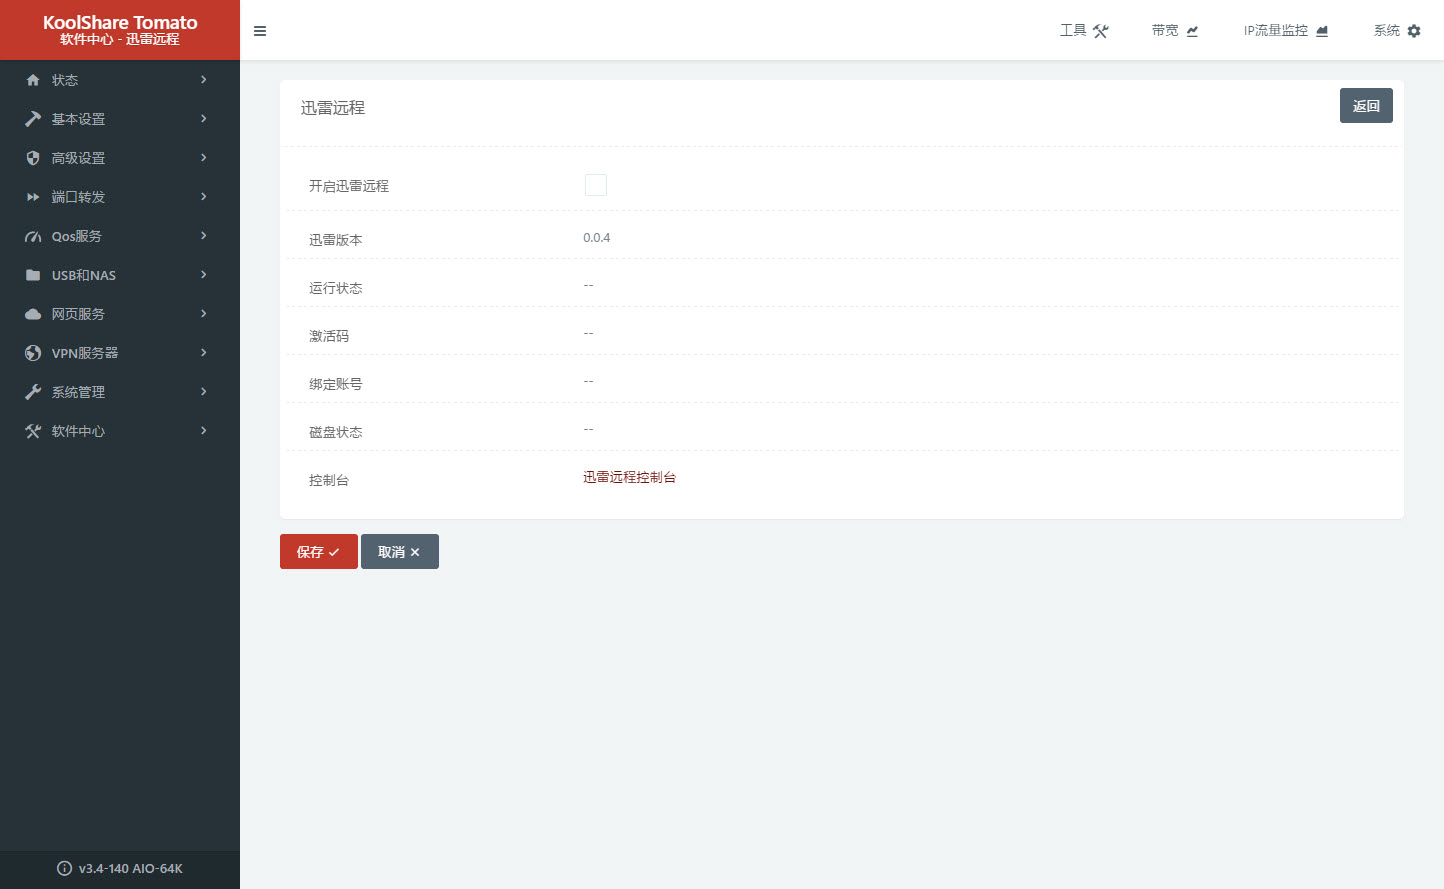 KoolShare Tomato
软件中心 - 迅雷远程
工具
带宽
IP流量监控
系统
状态
基本设置
高级设置
端口转发
Qos服务
USB和NAS
网页服务
VPN服务器
系统管理
软件中心
v3.4-140 AIO-64K
迅雷远程
返回
开启迅雷远程
迅雷版本 0.0.4
运行状态 --
激活码 --
绑定账号 --
磁盘状态 --
控制台 迅雷远程控制台
保存
取消